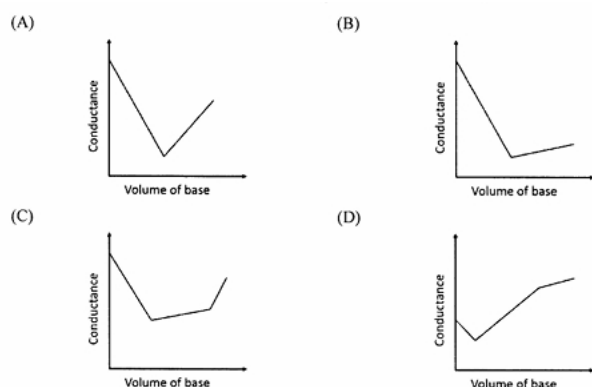 (A)
Conductance
Volume of base
(B)
Conductance
Volume of base
(C)
Conductance
Volume of base
(D)
Conductance
Volume of base